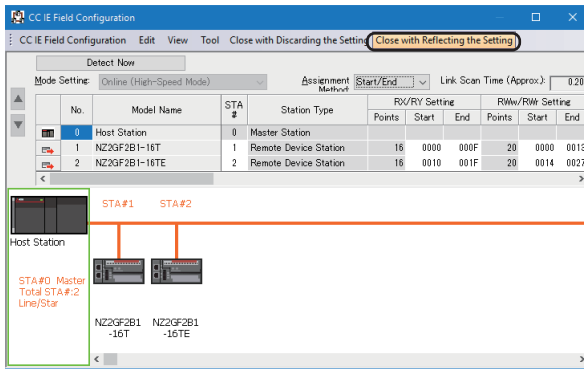 CC IE Field Configuration
CC IE Field Configuration Edit View Tool Close with Discarding the Setting Close with Reflecting the Setting
Detect Now
Mode Setting: Online (High-Speed Mode) Assignment Method Start/End Link Scan Time (Approx.): 0.20
No. Model Name STA # Station Type RX/RY Setting RWw/RWr Setting
Points Start End Points Start End
0 Host Station 0 Master Station
1 NZ2GF2B1-16T 1 Remote Device Station 16 0000 000F 20 0000 0013
2 NZ2GF2B1-16TE 2 Remote Device Station 16 0010 001F 20 0014 0027
STA#1 STA#2
Host Station
STA#0 Master
Total STA#:2
Line/Star
NZ2GF2B1 NZ2GF2B1
-16T -16TE